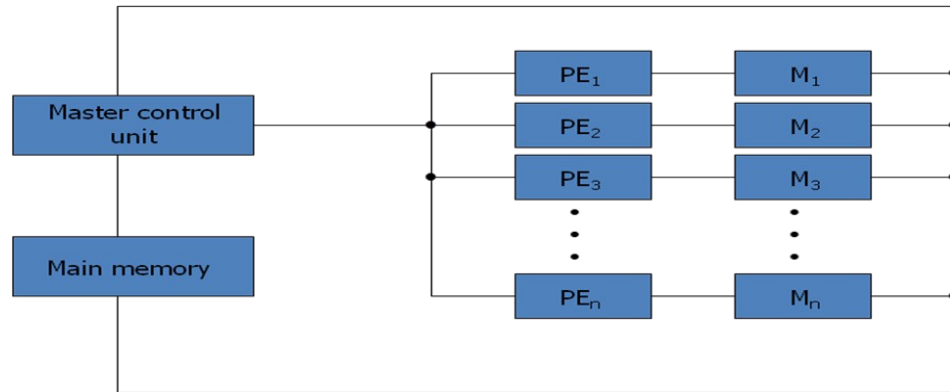 PE₁ M₁
Master control
unit
PE₂ M₂
PE₃ M₃
Main memory
PEₙ Mₙ